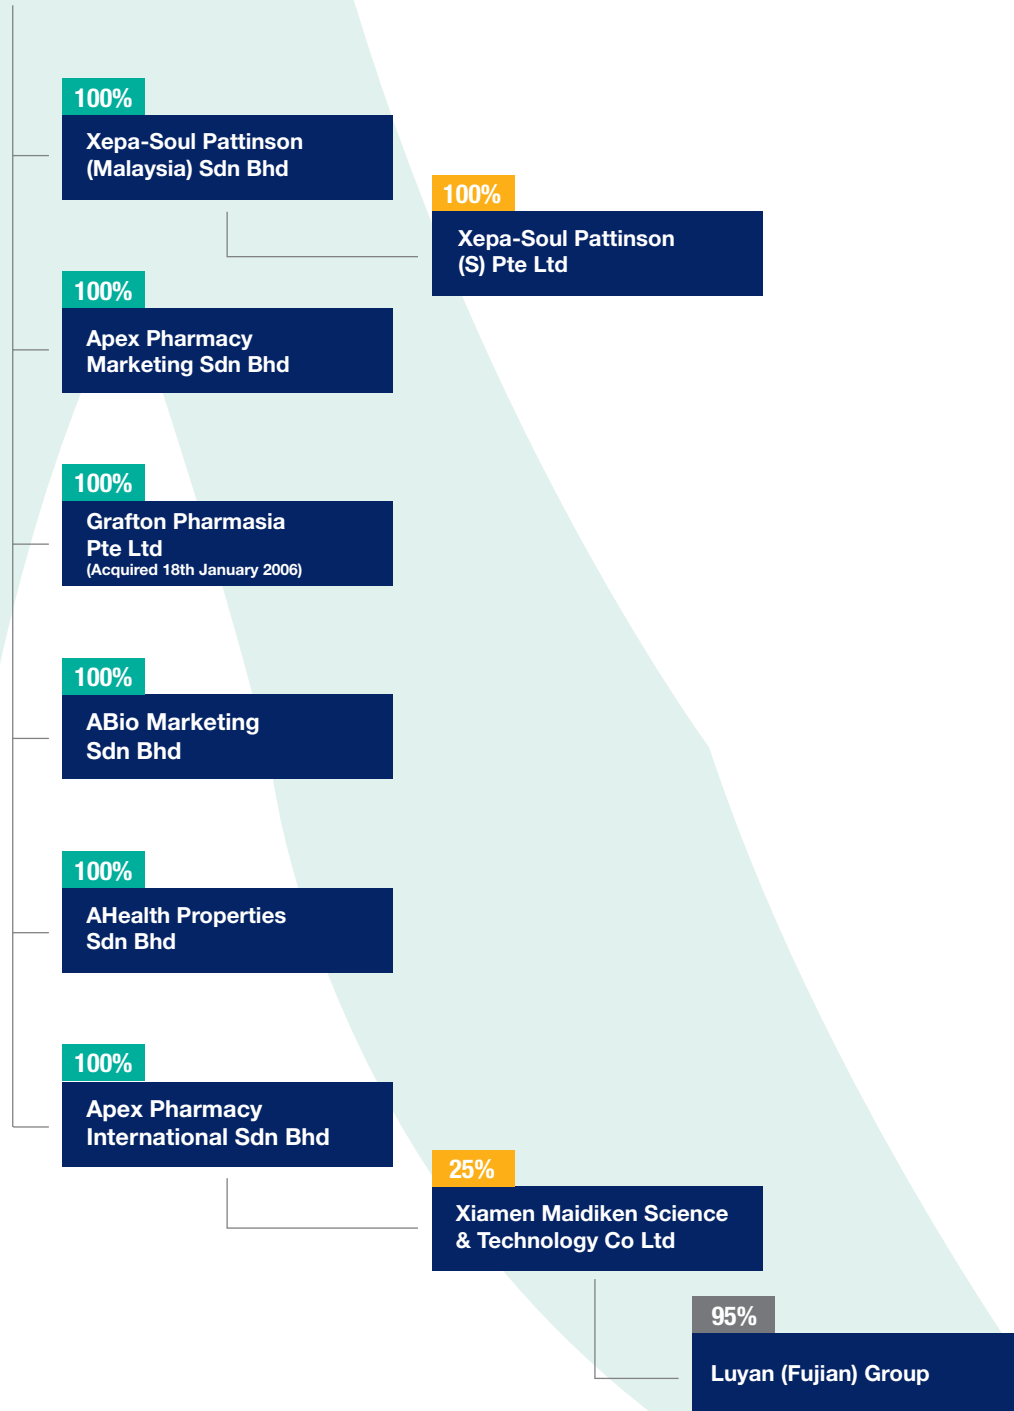 100%
Xepa-Soul Pattinson
(Malaysia) Sdn Bhd
100%
Xepa-Soul Pattinson
(S) Pte Ltd
100%
Apex Pharmacy
Marketing Sdn Bhd
100%
Grafton Pharmasia
Pte Ltd
(Acquired 18th January 2006)
100%
ABio Marketing
Sdn Bhd
100%
AHealth Properties
Sdn Bhd
100%
Apex Pharmacy
International Sdn Bhd
25%
Xiamen Maidiken Science
& Technology Co Ltd
95%
Luyan (Fujian) Group